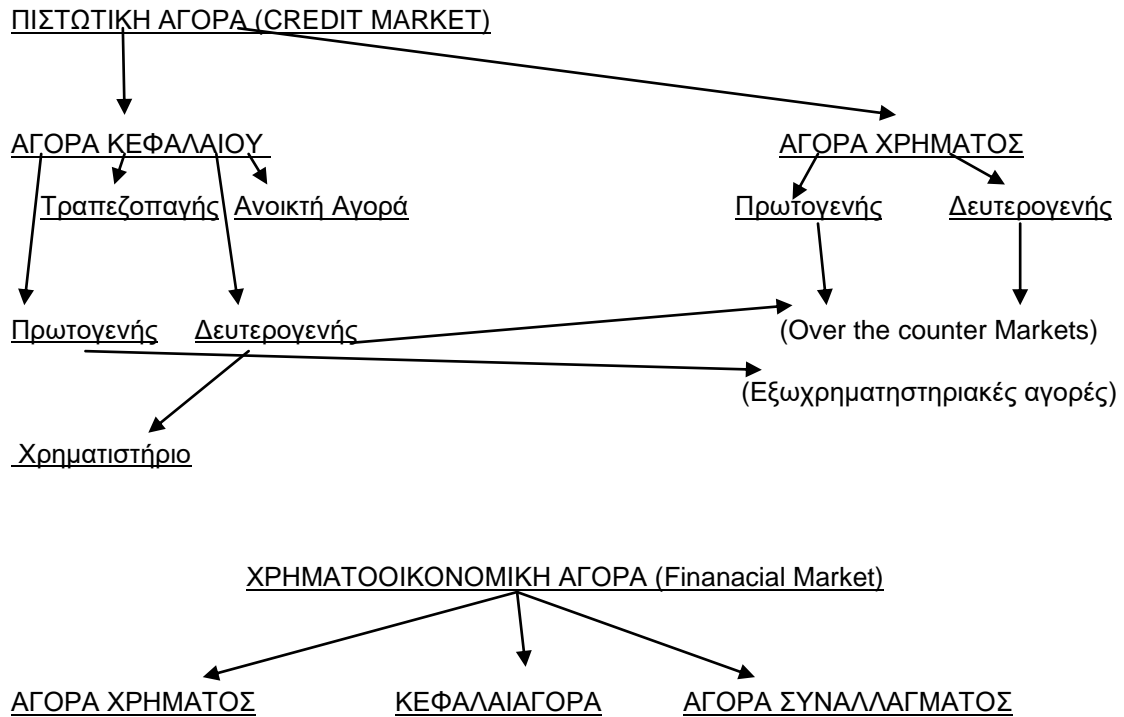 ΠΙΣΤΩΤΙΚΗ ΑΓΟΡΑ (CREDIT MARKET)
ΑΓΟΡΑ ΚΕΦΑΛΑΙΟΥ ΑΓΟΡΑ ΧΡΗΜΑΤΟΣ
Τραπεζοπαγής Ανοικτή Αγορά Πρωτογενής Δευτερογενής
Πρωτογενής Δευτερογενής (Over the counter Markets)
(Εξωχρηματηστηριακές αγορές)
Χρηματιστήριο
ΧΡΗΜΑΤΟΟΙΚΟΝΟΜΙΚΗ ΑΓΟΡΑ (Finanacial Market)
ΑΓΟΡΑ ΧΡΗΜΑΤΟΣ ΚΕΦΑΛΑΙΑΓΟΡΑ ΑΓΟΡΑ ΣΥΝΑΛΛΑΓΜΑΤΟΣ